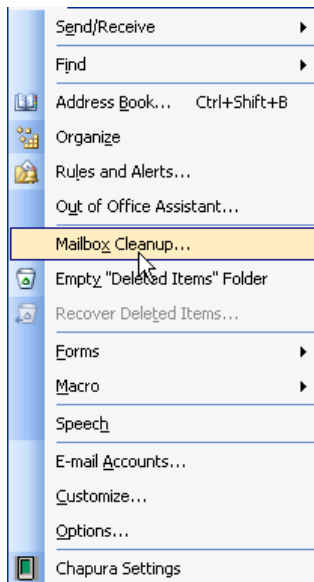 Send/Receive
Find
Address Book... Ctrl+Shift+B
Organize
Rules and Alerts...
Out of Office Assistant...
Mailbox Cleanup...
Empty "Deleted Items" Folder
Recover Deleted Items...
Forms
Macro
Speech
E-mail Accounts...
Customize...
Options...
Chapura Settings